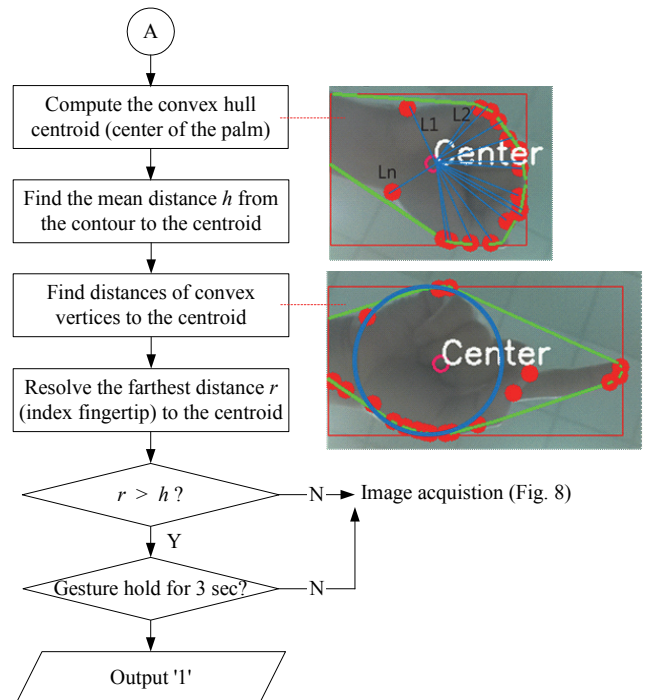 A
Compute the convex hull
centroid (center of the palm)
L1
L2
Center
Ln
Find the mean distance h from
the contour to the centroid
Find distances of convex
vertices to the centroid
Center
Resolve the farthest distance r
(index fingertip) to the centroid
r > h ?
N
Image acquistion (Fig. 8)
Y
Gesture hold for 3 sec?
N
Output '1'